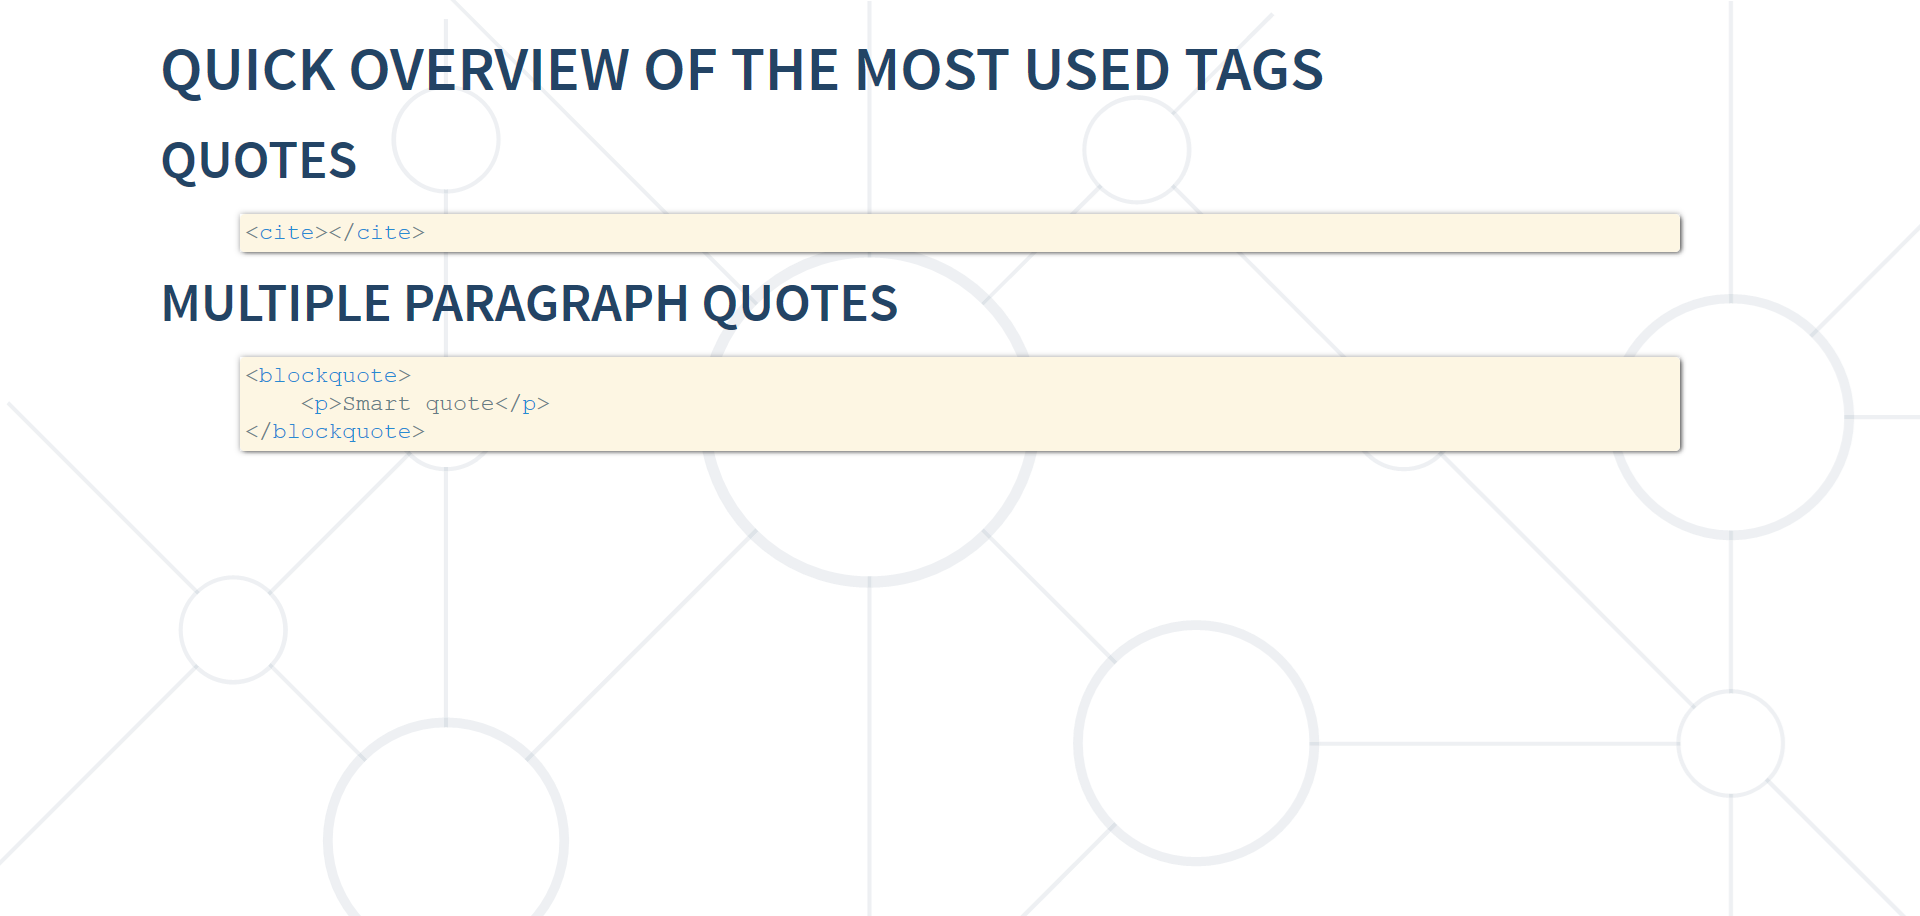 QUICK OVERVIEW OF THE MOST USED TAGS
QUOTES
<cite></cite>
MULTIPLE PARAGRAPH QUOTES
<blockquote>
    <p>Smart quote</p>
</blockquote>